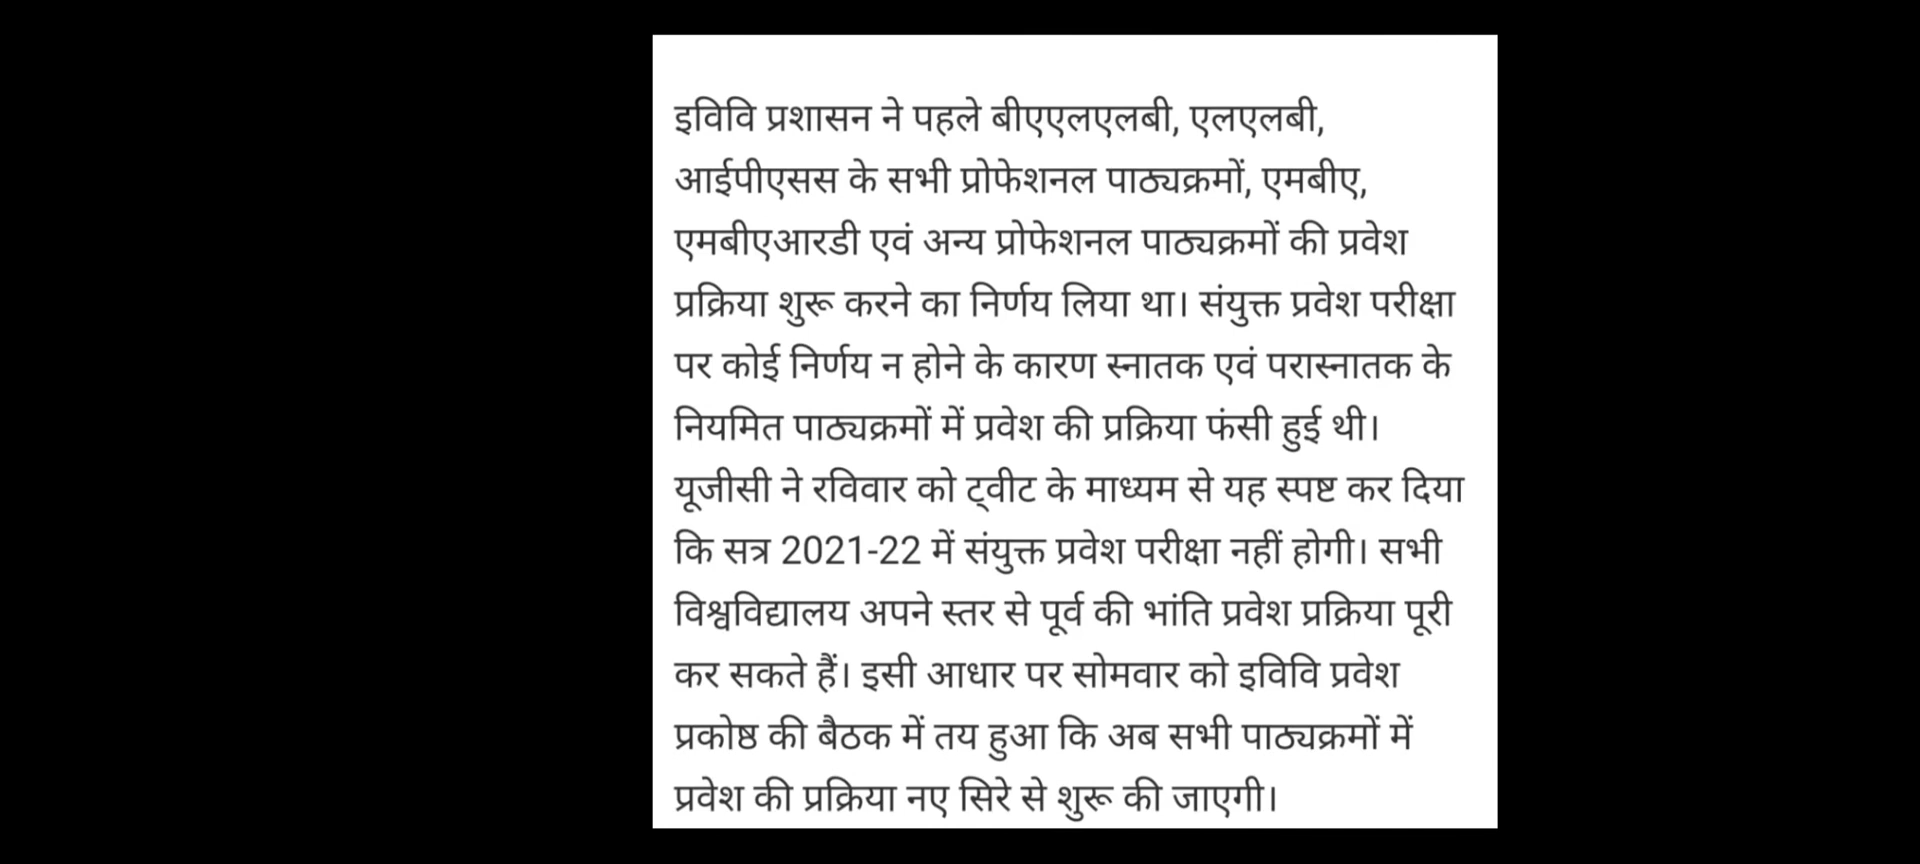 इविवि प्रशासन ने पहले बीएएलएलबी, एलएलबी,
आईपीएसस के सभी प्रोफेशनल पाठ्यक्रमों, एमबीए,
एमबीएआरडी एवं अन्य प्रोफेशनल पाठ्यक्रमों की प्रवेश
प्रक्रिया शुरू करने का निर्णय लिया था। संयुक्त प्रवेश परीक्षा
पर कोई निर्णय न होने के कारण स्नातक एवं परास्नातक के
नियमित पाठ्यक्रमों में प्रवेश की प्रक्रिया फंसी हुई थी।
यूजीसी ने रविवार को ट्वीट के माध्यम से यह स्पष्ट कर दिया
कि सत्र 2021-22 में संयुक्त प्रवेश परीक्षा नहीं होगी। सभी
विश्वविद्यालय अपने स्तर से पूर्व की भांति प्रवेश प्रक्रिया पूरी
कर सकते हैं। इसी आधार पर सोमवार को इविवि प्रवेश
प्रकोष्ठ की बैठक में तय हुआ कि अब सभी पाठ्यक्रमों में
प्रवेश की प्रक्रिया नए सिरे से शुरू की जाएगी।